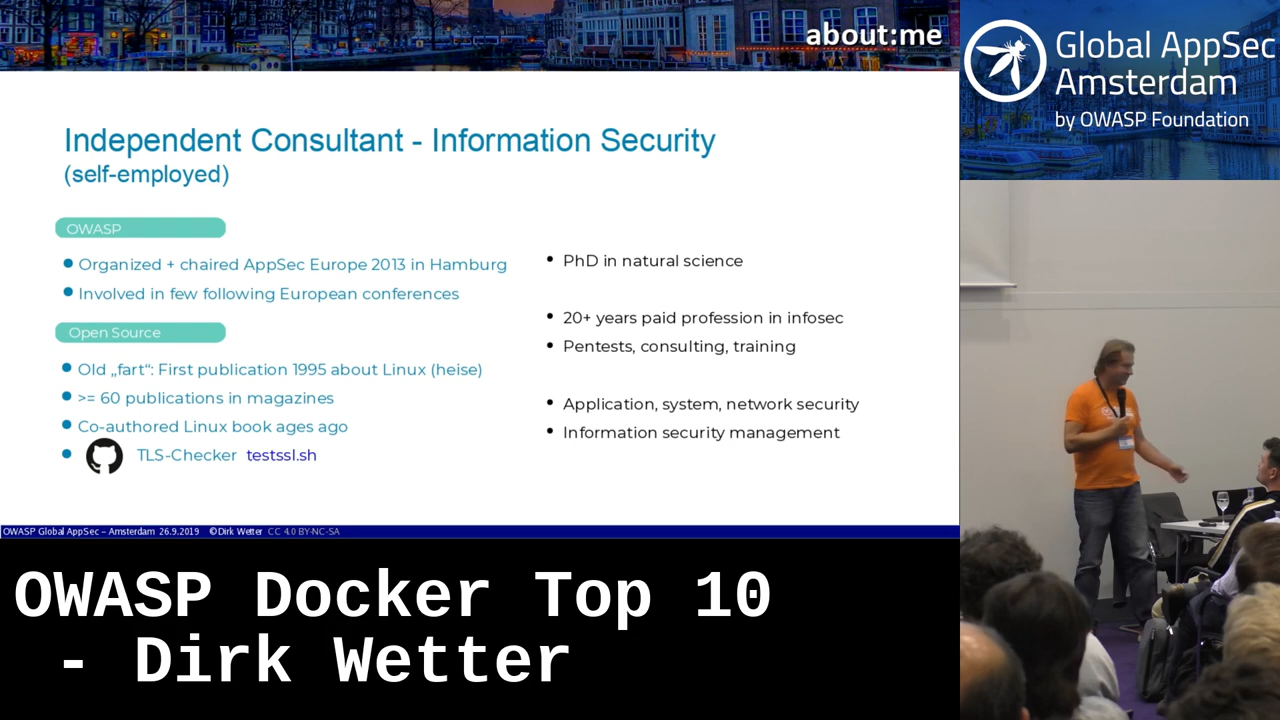 about:me
Global AppSec
Amsterdam
by OWASP Foundation
Independent Consultant - Information Security
(self-employed)
OWASP
Organized + chaired AppSec Europe 2013 in Hamburg
Involved in few following European conferences
Open Source
Old „fart“: First publication 1995 about Linux (heise)
>= 60 publications in magazines
Co-authored Linux book ages ago
TLS-Checker testssl.sh
PhD in natural science
20+ years paid profession in infosec
Pentests, consulting, training
Application, system, network security
Information security management
OWASP Global AppSec – Amsterdam 26.9.2019 ©Dirk Wetter CC 4.0 BY-NC-SA
OWASP Docker Top 10
- Dirk Wetter